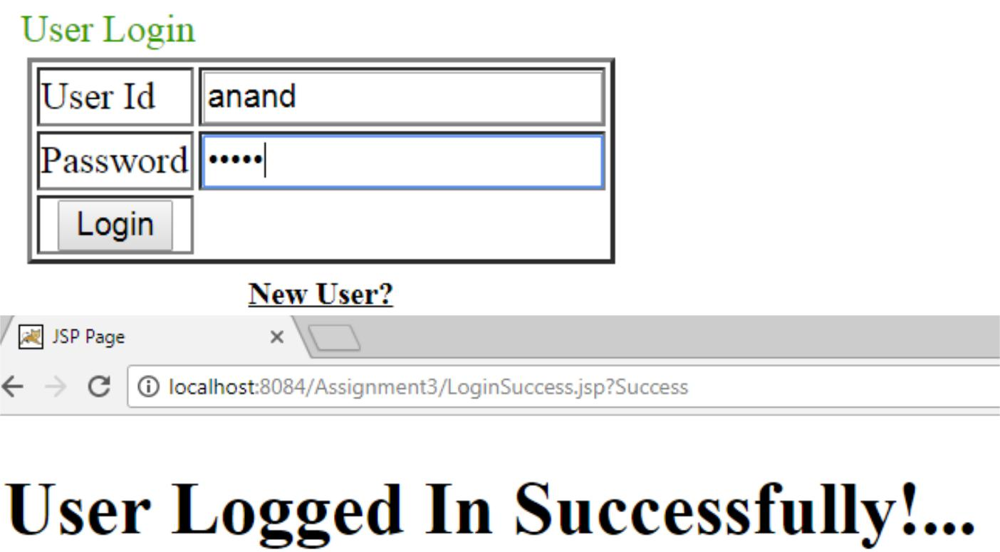 User Login
User Id anand
Password •••••
Login
New User?
JSP Page
localhost:8084/Assignment3/LoginSuccess.jsp?Success
User Logged In Successfully!...